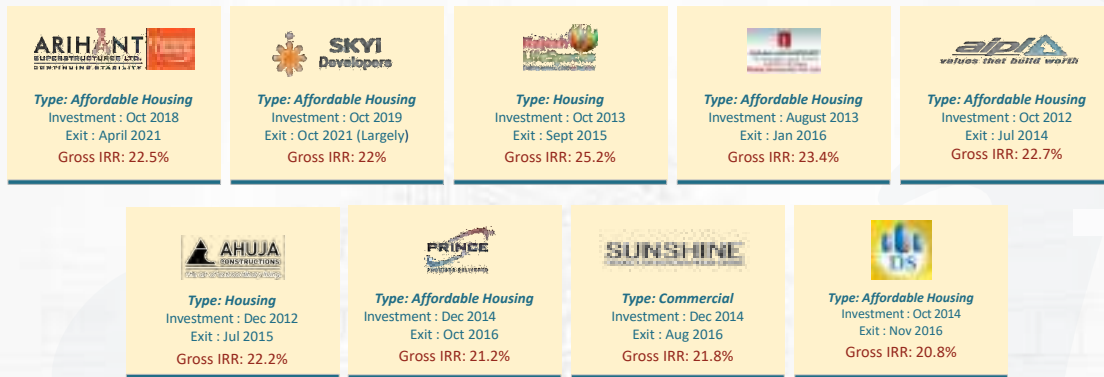 ARIHANT
SUPERSTRUCTURES LTD.
CONTINUING STABILITY
Type: Affordable Housing
Investment : Oct 2018
Exit : April 2021
Gross IRR: 22.5%
SKYi
Developers
Type: Affordable Housing
Investment : Oct 2019
Exit : Oct 2021 (Largely)
Gross IRR: 22%
Rajesh
LifeSpaces
Type: Housing
Investment : Oct 2013
Exit : Sept 2015
Gross IRR: 25.2%
Type: Affordable Housing
Investment : August 2013
Exit : Jan 2016
Gross IRR: 23.4%
aipl
values that build worth
Type: Affordable Housing
Investment : Oct 2012
Exit : Jul 2014
Gross IRR: 22.7%
AHUJA
CONSTRUCTIONS
Type: Housing
Investment : Dec 2012
Exit : Jul 2015
Gross IRR: 22.2%
PRINCE
Type: Affordable Housing
Investment : Dec 2014
Exit : Oct 2016
Gross IRR: 21.2%
SUNSHINE
Type: Commercial
Investment : Dec 2014
Exit : Aug 2016
Gross IRR: 21.8%
DS
Type: Affordable Housing
Investment : Oct 2014
Exit : Nov 2016
Gross IRR: 20.8%